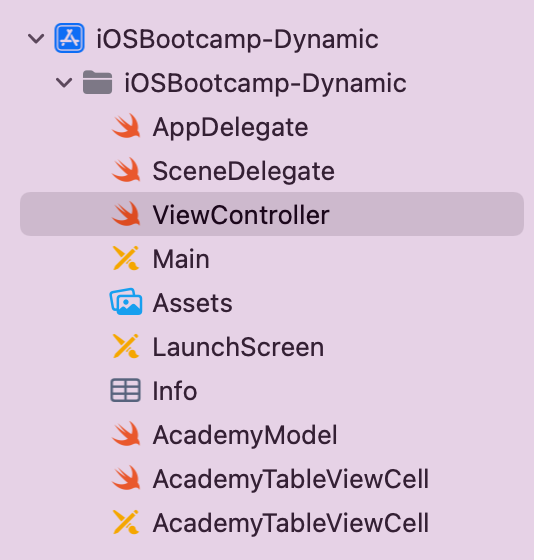 iOSBootcamp-Dynamic
iOSBootcamp-Dynamic
AppDelegate
SceneDelegate
ViewController
Main
Assets
LaunchScreen
Info
AcademyModel
AcademyTableViewCell
AcademyTableViewCell